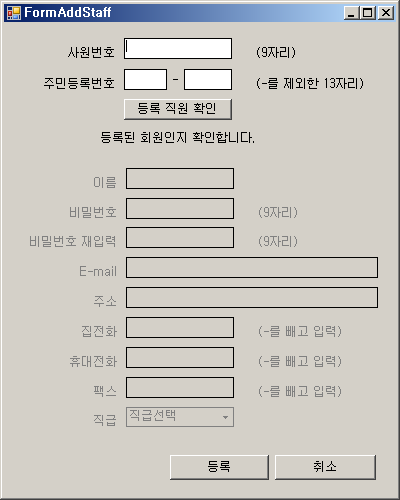 FormAddStaff
사원번호 (9자리)
주민등록번호 - (-를 제외한 13자리)
등록 직원 확인
등록된 회원인지 확인합니다.
이름
비밀번호 (9자리)
비밀번호 재입력 (9자리)
E-mail
주소
집전화 (-를 빼고 입력)
휴대전화 (-를 빼고 입력)
팩스 (-를 빼고 입력)
직급 직급선택
등록 취소